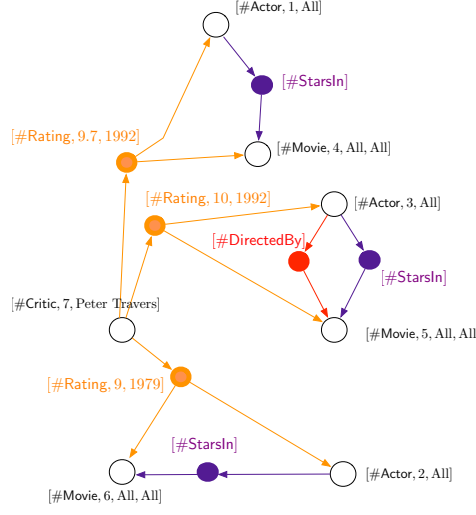 [#Actor, 1, All]
[#StarsIn]
[#Rating, 9.7, 1992]
[#Movie, 4, All, All]
[#Rating, 10, 1992]
[#Actor, 3, All]
[#DirectedBy]
[#StarsIn]
[#Critic, 7, Peter Travers]
[#Movie, 5, All, All]
[#Rating, 9, 1979]
[#StarsIn]
[#Actor, 2, All]
[#Movie, 6, All, All]